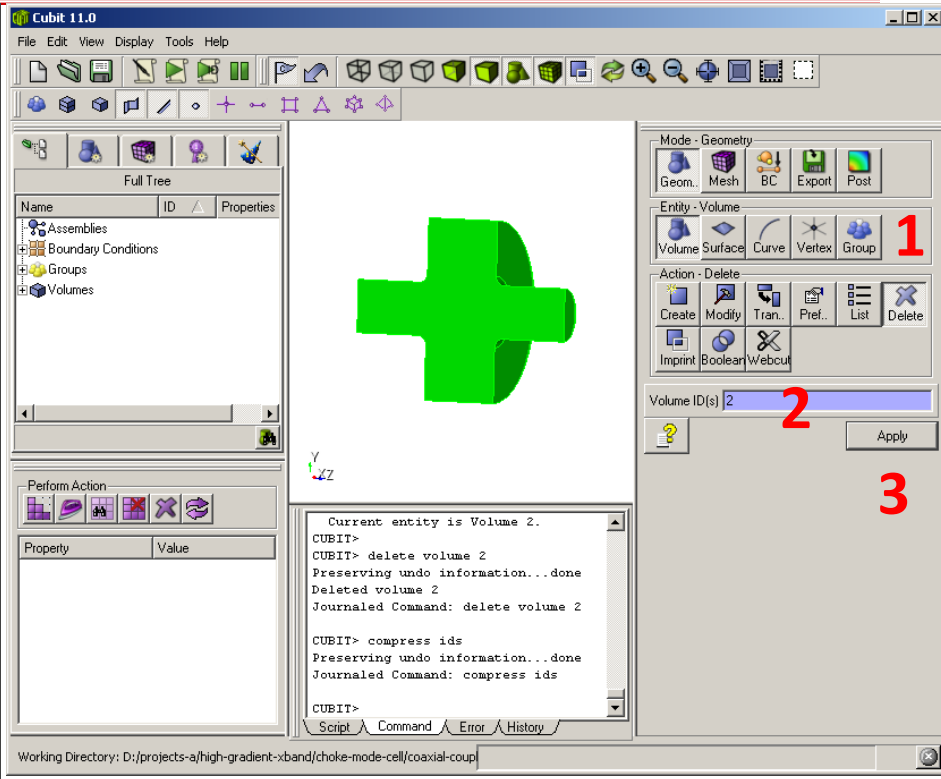 Cubit 11.0
File Edit View Display Tools Help
Full Tree
Name ID Properties
Assemblies
Boundary Conditions
Groups
Volumes
Perform Action
Property Value
Y
XZ
Current entity is Volume 2.
CUBIT>
CUBIT> delete volume 2
Preserving undo information...done
Deleted volume 2
Journaled Command: delete volume 2
CUBIT> compress ids
Preserving undo information...done
Journaled Command: compress ids
CUBIT>
Script Command Error History
Mode - Geometry
Geom.. Mesh BC Export Post
Entity - Volume
Volume Surface Curve Vertex Group
1
Action - Delete
Create Modify Tran.. Pref.. List Delete
Imprint Boolean Webcut
Volume ID(s) 2
2
Apply
3
Working Directory: D:/projects-a/high-gradient-xband/choke-mode-cell/coaxial-coupl